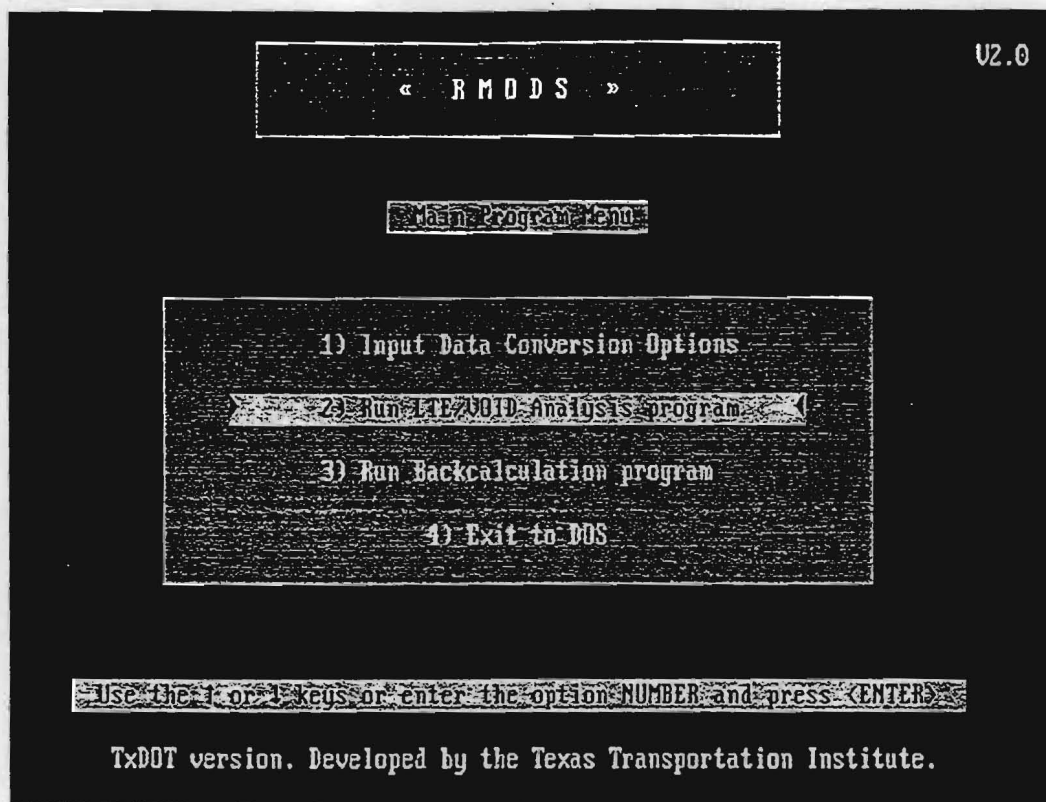 V2.0
« R M O D S »
Main Program Menu
1) Input Data Conversion Options
2) Run LTE/VOID Analysis program
3) Run Backcalculation program
4) Exit to DOS
Use the ↑ or ↓ keys or enter the option NUMBER and press <ENTER>
TxDOT version. Developed by the Texas Transportation Institute.